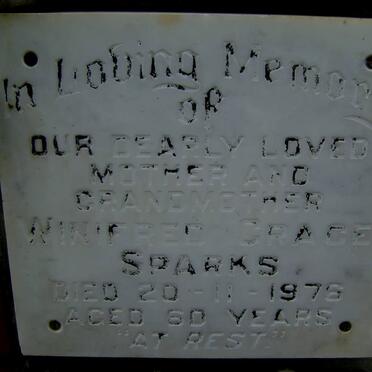 In Loving Memory
of
OUR DEARLY LOVED
MOTHER AND
GRANDMOTHER
WINIFRED GRACE
SPARKS
DIED 20-11-1978
AGED 60 YEARS
"AT REST"